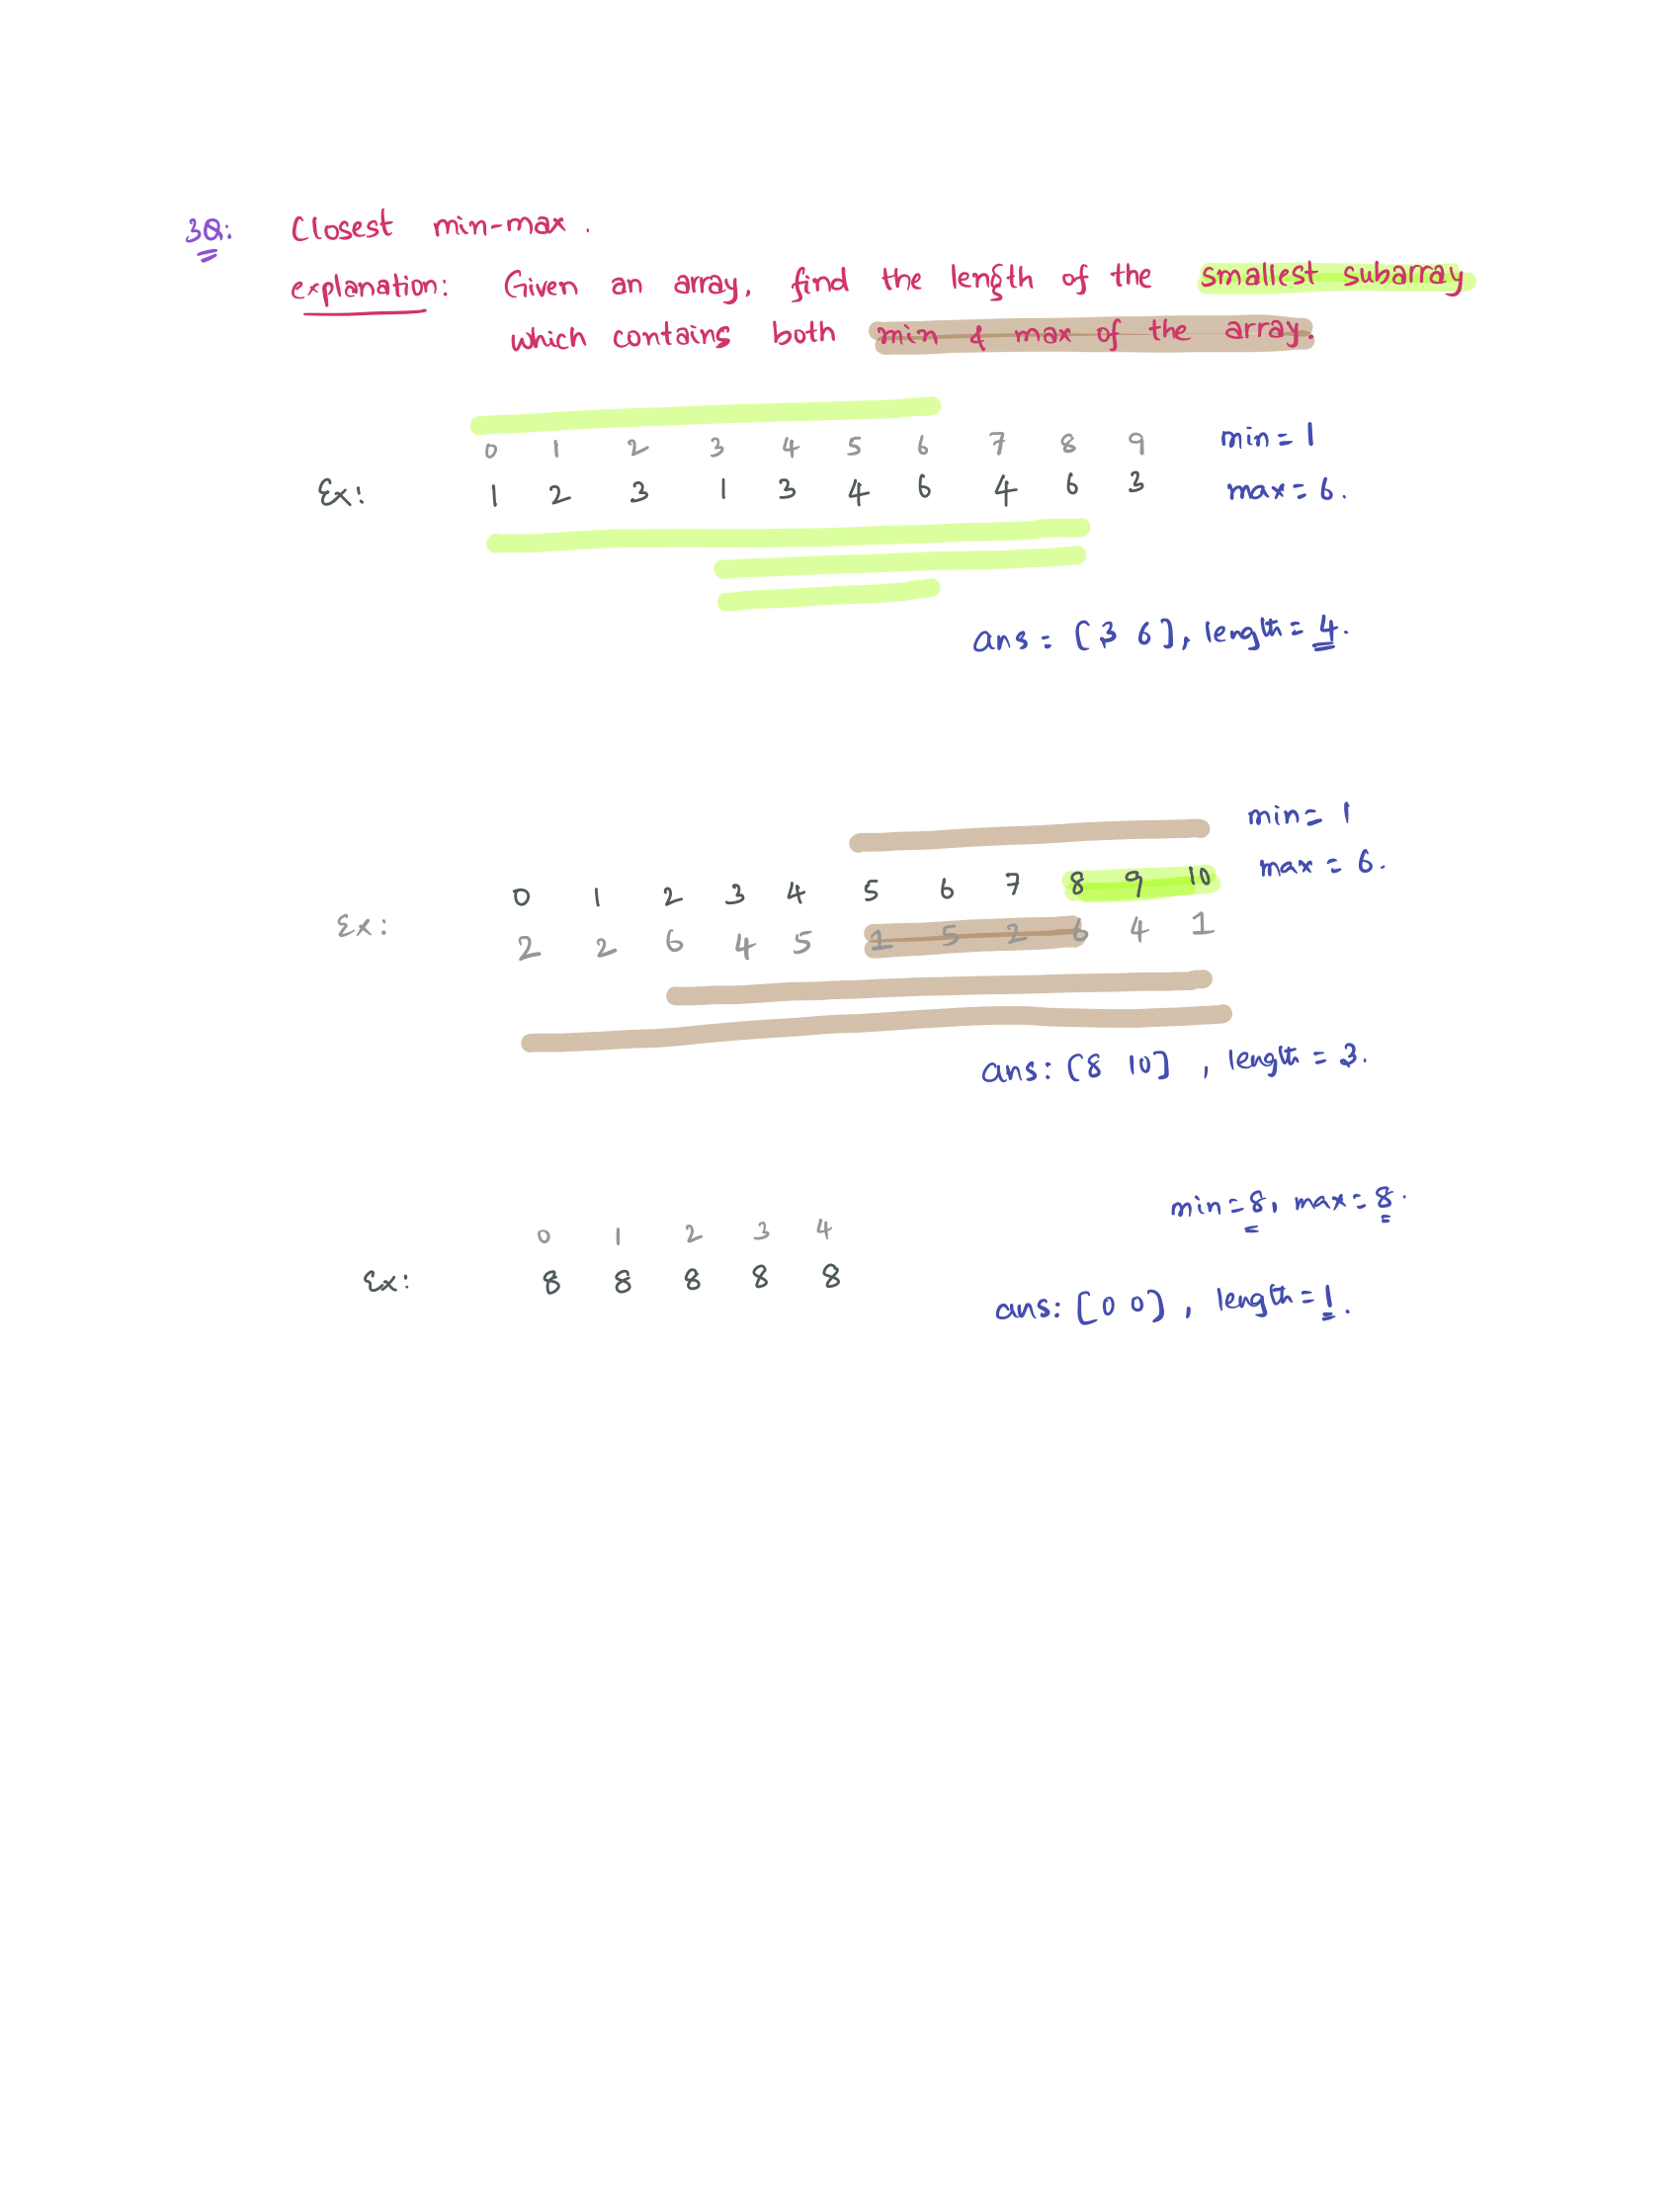 3Q: Closest min-max.
explanation: Given an array, find the length of the smallest subarray
which contains both min & max of the array.
0 1 2 3 4 5 6 7 8 9 min = 1
Ex: 1 2 3 1 3 4 6 4 6 3 max = 6.
ans = [3 6], length = 4.
min = 1
0 1 2 3 4 5 6 7 8 9 10 max = 6.
Ex: 2 2 6 4 5 1 5 2 6 4 1
ans: [8 10] , length = 3.
min = 8, max = 8.
0 1 2 3 4
Ex: 8 8 8 8 8
ans: [0 0] , length = 1.